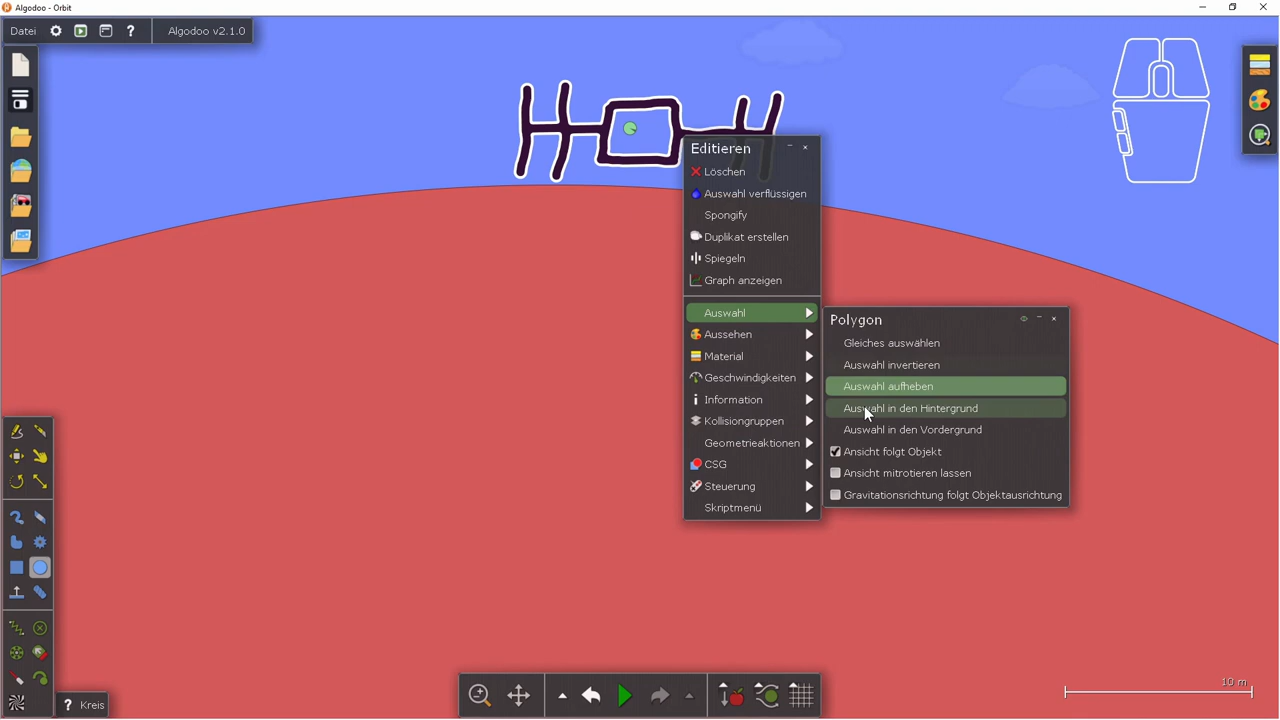 Algodoo - Orbit
Datei
?
Algodoo v2.1.0
Editieren
Löschen
Auswahl verflüssigen
Spongify
Duplikat erstellen
Spiegeln
Graph anzeigen
Auswahl
Aussehen
Material
Geschwindigkeiten
Information
Kollisiongruppen
Geometrieaktionen
CSG
Steuerung
Skriptmenü
Polygon
Gleiches auswählen
Auswahl invertieren
Auswahl aufheben
Auswahl in den Hintergrund
Auswahl in den Vordergrund
Ansicht folgt Objekt
Ansicht mitrotieren lassen
Gravitationsrichtung folgt Objektausrichtung
10 m
? Kreis